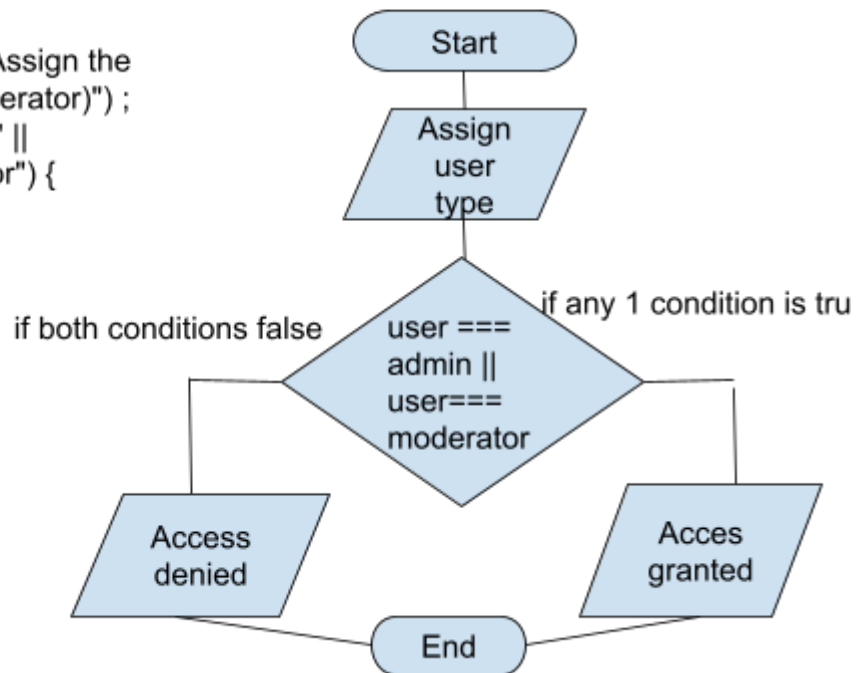 Assign the
erator)") ;
" ||
or") {
Start
Assign
user
type
if any 1 condition is tru
if both conditions false
user ===
admin ||
user===
moderator
Access
denied
Acces
granted
End